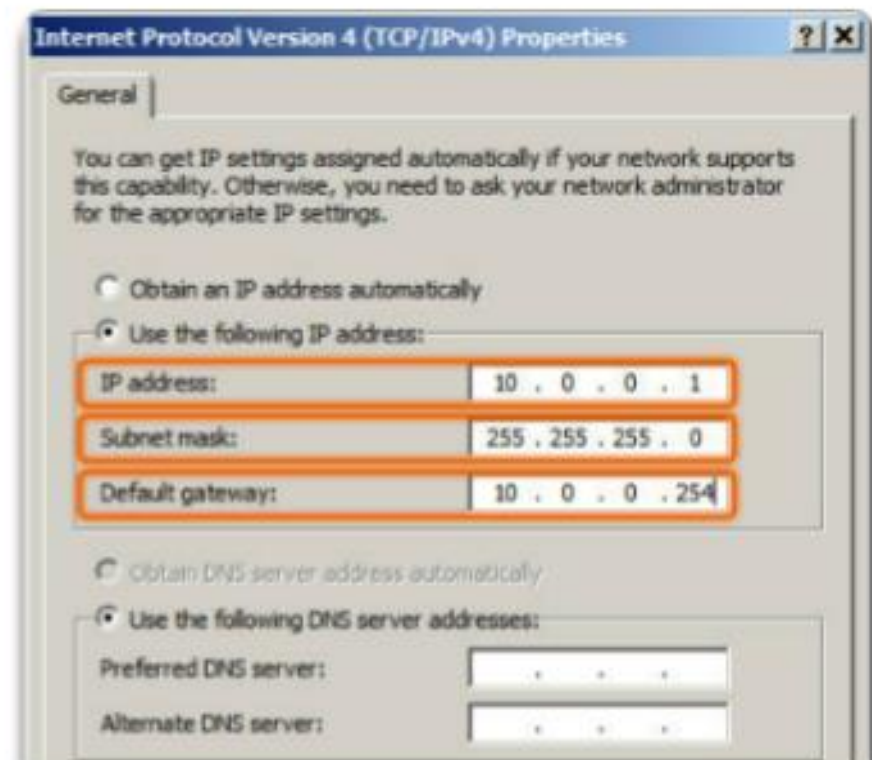 Internet Protocol Version 4 (TCP/IPv4) Properties
General
You can get IP settings assigned automatically if your network supports
this capability. Otherwise, you need to ask your network administrator
for the appropriate IP settings.
Obtain an IP address automatically
Use the following IP address:
IP address: 10 . 0 . 0 . 1
Subnet mask: 255 . 255 . 255 . 0
Default gateway: 10 . 0 . 0 . 254
Obtain DNS server address automatically
Use the following DNS server addresses:
Preferred DNS server: . . .
Alternate DNS server: . . .